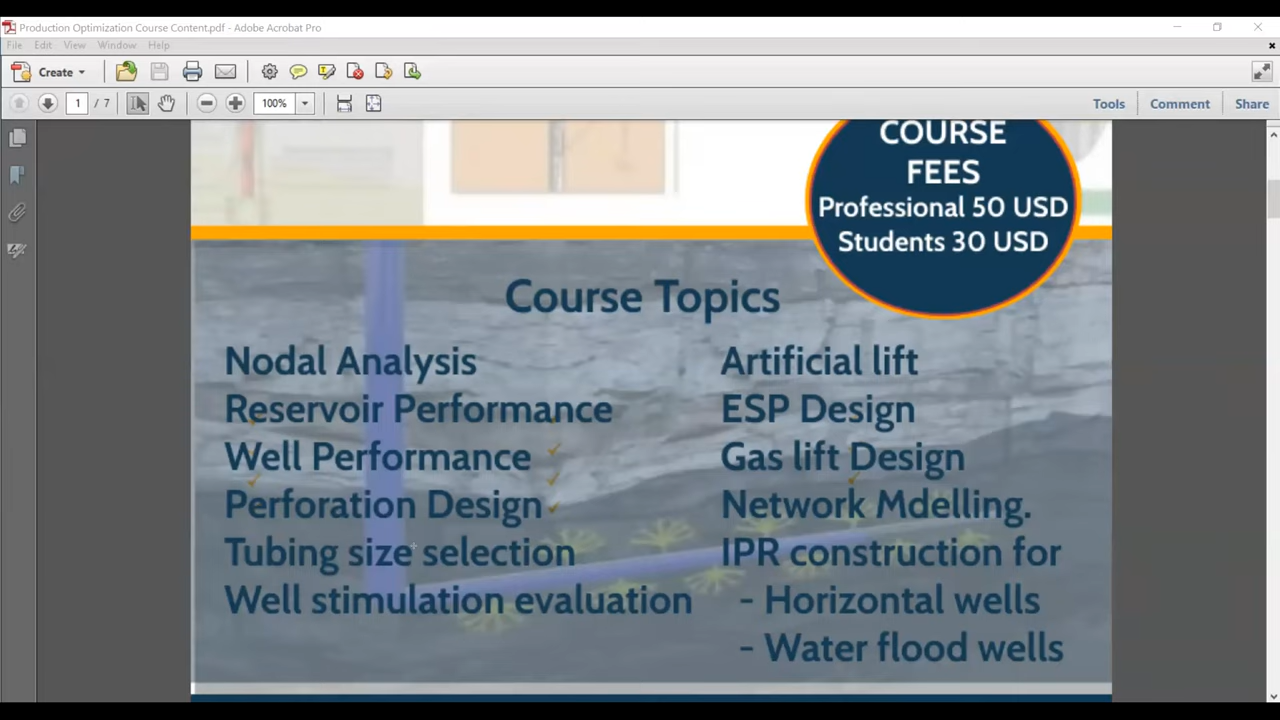 Production Optimization Course Content.pdf - Adobe Acrobat Pro
File Edit View Window Help
Create
1 / 7 100% Tools Comment Share
COURSE
FEES
Professional 50 USD
Students 30 USD
Course Topics
Nodal Analysis
Reservoir Performance
Well Performance
Perforation Design
Tubing size selection
Well stimulation evaluation
Artificial lift
ESP Design
Gas lift Design
Network Mdelling.
IPR construction for
- Horizontal wells
- Water flood wells